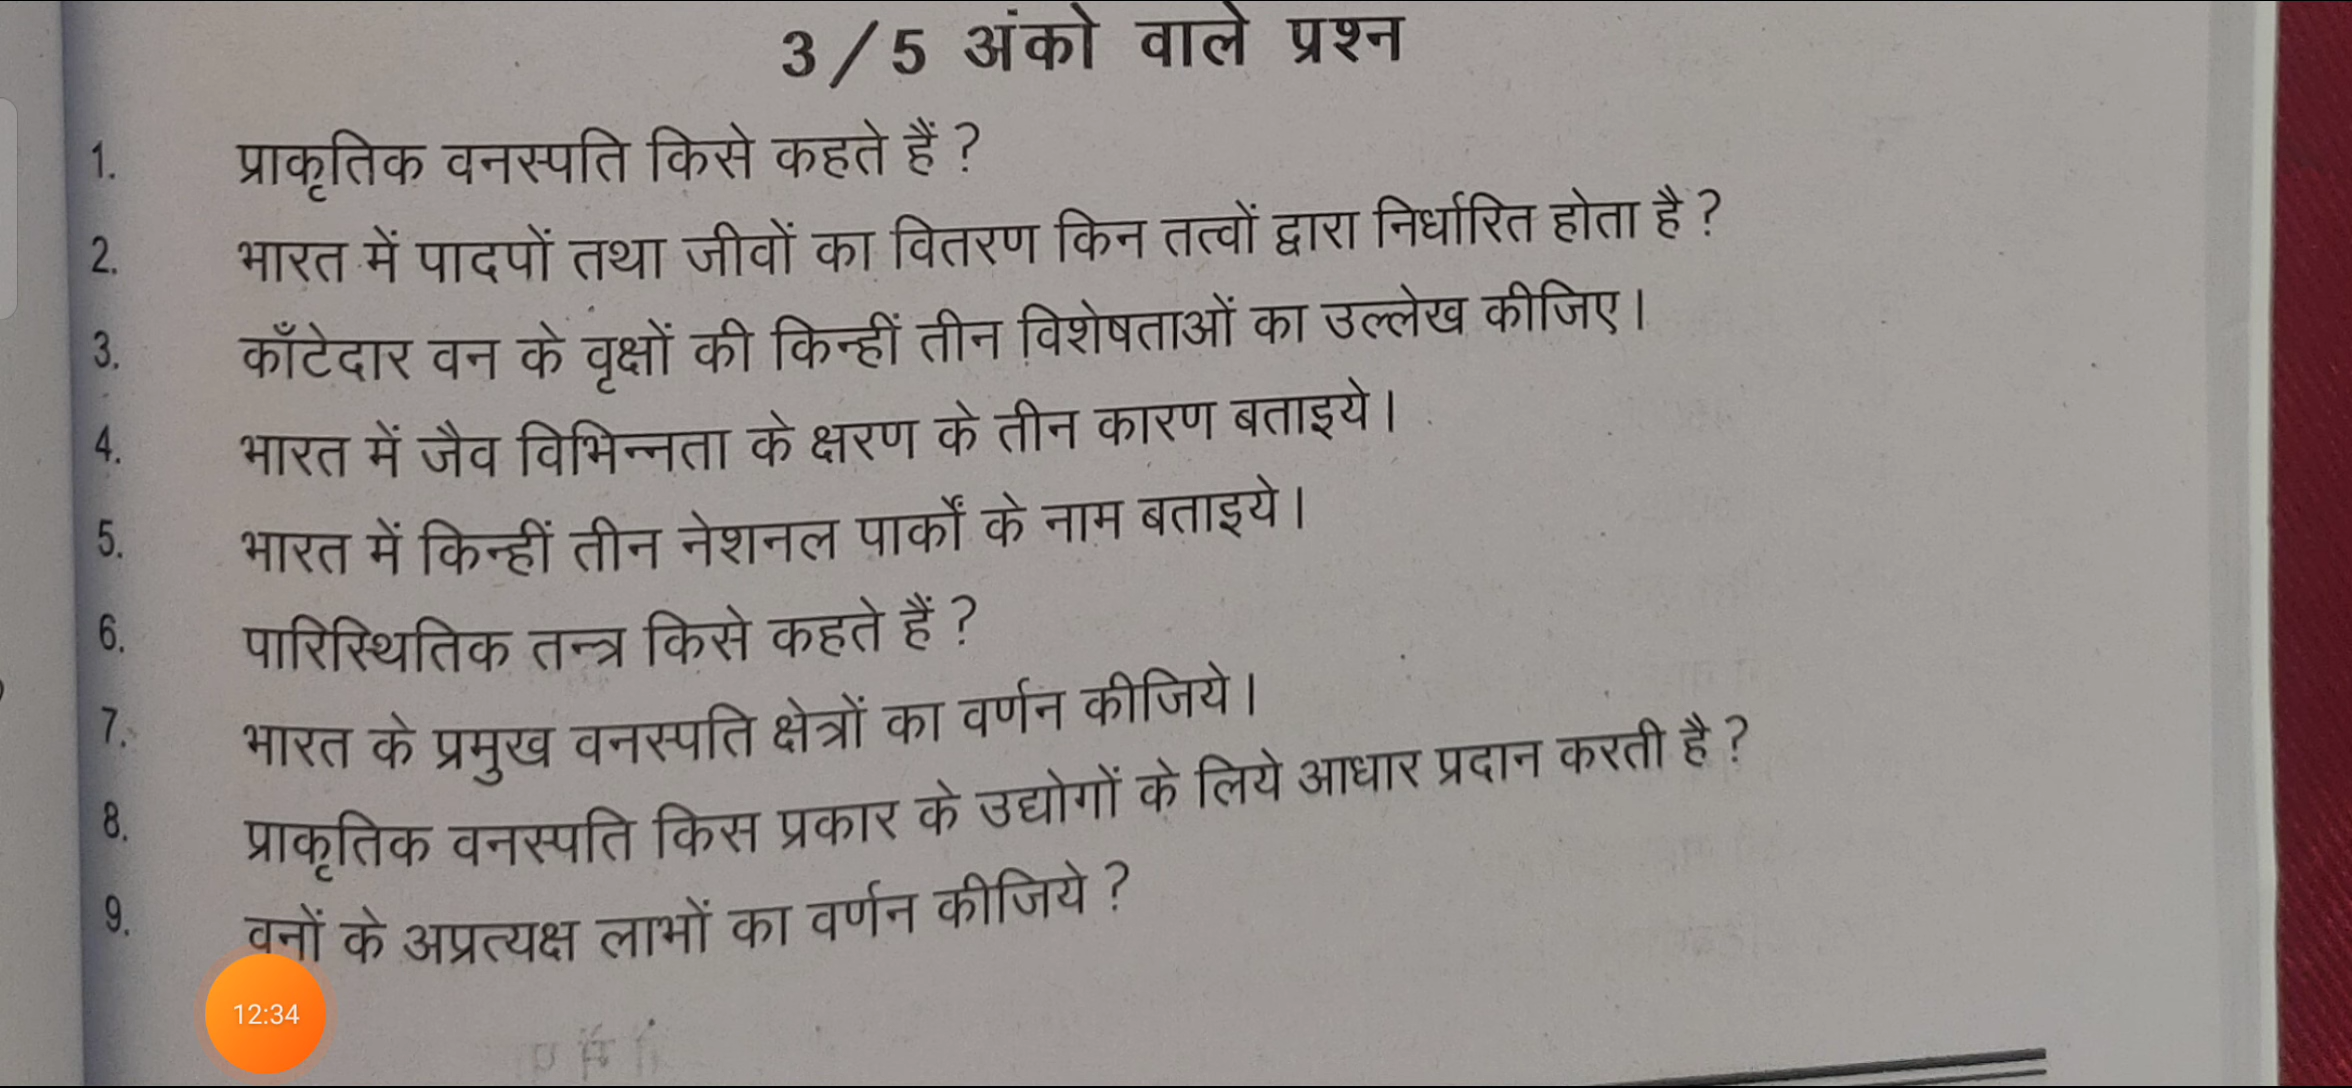 3/5 अंको वाले प्रश्न
1. प्राकृतिक वनस्पति किसे कहते हैं ?
2. भारत में पादपों तथा जीवों का वितरण किन तत्वों द्वारा निर्धारित होता है ?
3. काँटेदार वन के वृक्षों की किन्हीं तीन विशेषताओं का उल्लेख कीजिए।
4. भारत में जैव विभिन्नता के क्षरण के तीन कारण बताइये।
5. भारत में किन्हीं तीन नेशनल पार्कों के नाम बताइये।
6. पारिस्थितिक तन्त्र किसे कहते हैं ?
7. भारत के प्रमुख वनस्पति क्षेत्रों का वर्णन कीजिये।
8. प्राकृतिक वनस्पति किस प्रकार के उद्योगों के लिये आधार प्रदान करती है ?
9. वनों के अप्रत्यक्ष लाभों का वर्णन कीजिये ?
12:34